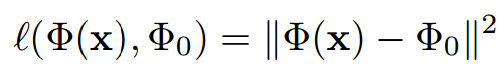 ℓ(Φ(𝐱), Φ₀) = ‖Φ(𝐱) − Φ₀‖²